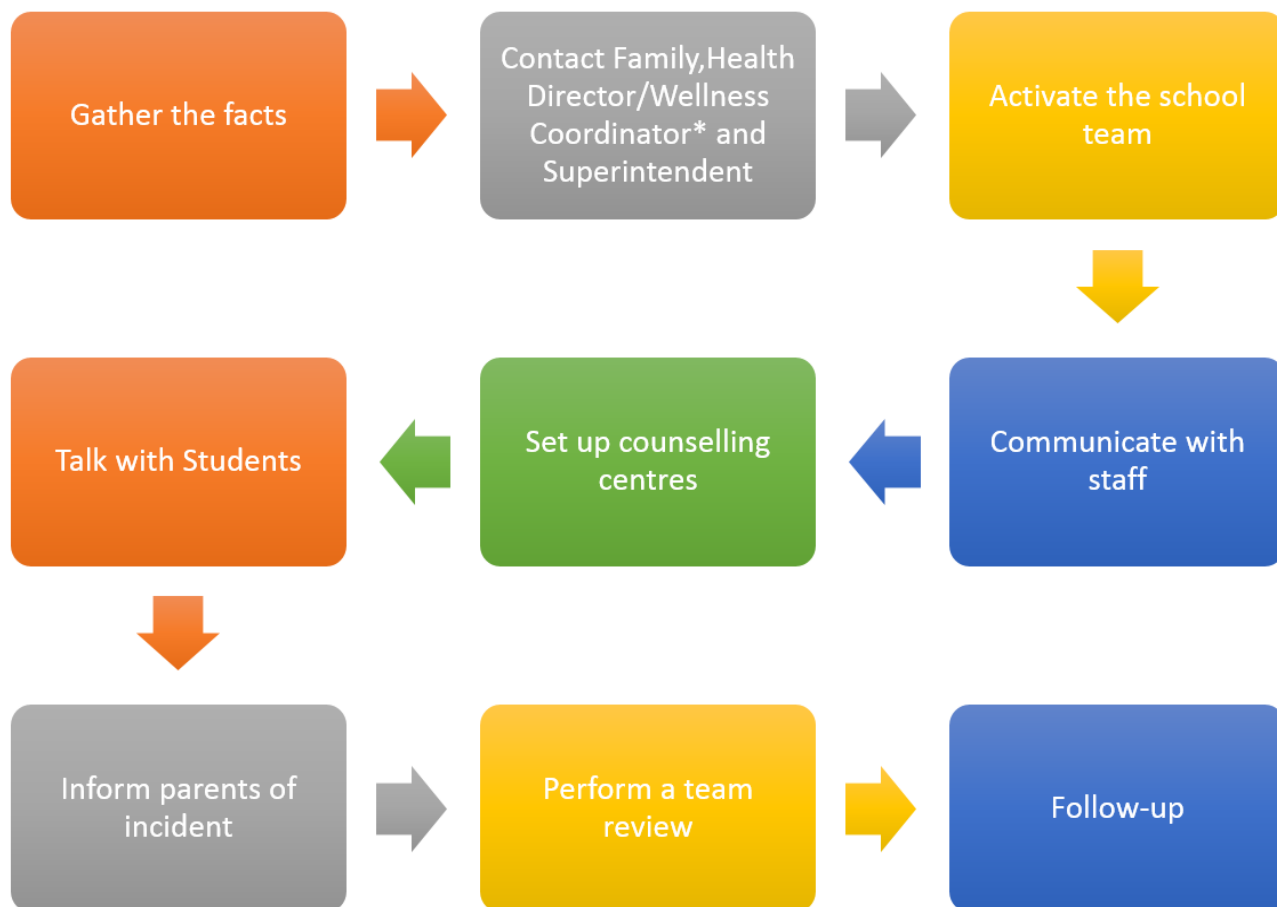 Gather the facts
Contact Family,Health
Director/Wellness
Coordinator* and
Superintendent
Activate the school
team
Communicate with
staff
Set up counselling
centres
Talk with Students
Inform parents of
incident
Perform a team
review
Follow-up